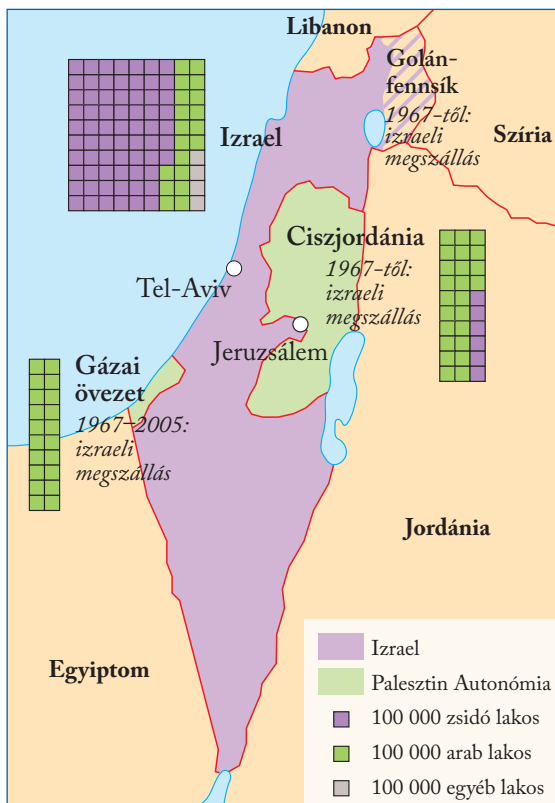 Libanon
Golán-
fennsík
1967-től:
izraeli
megszállás
Szíria
Izrael
Ciszjordánia
1967-től:
izraeli
megszállás
Tel-Aviv
Jeruzsálem
Gázai
övezet
1967–2005:
izraeli
megszállás
Jordánia
Egyiptom
Izrael
Palesztin Autonómia
100 000 zsidó lakos
100 000 arab lakos
100 000 egyéb lakos